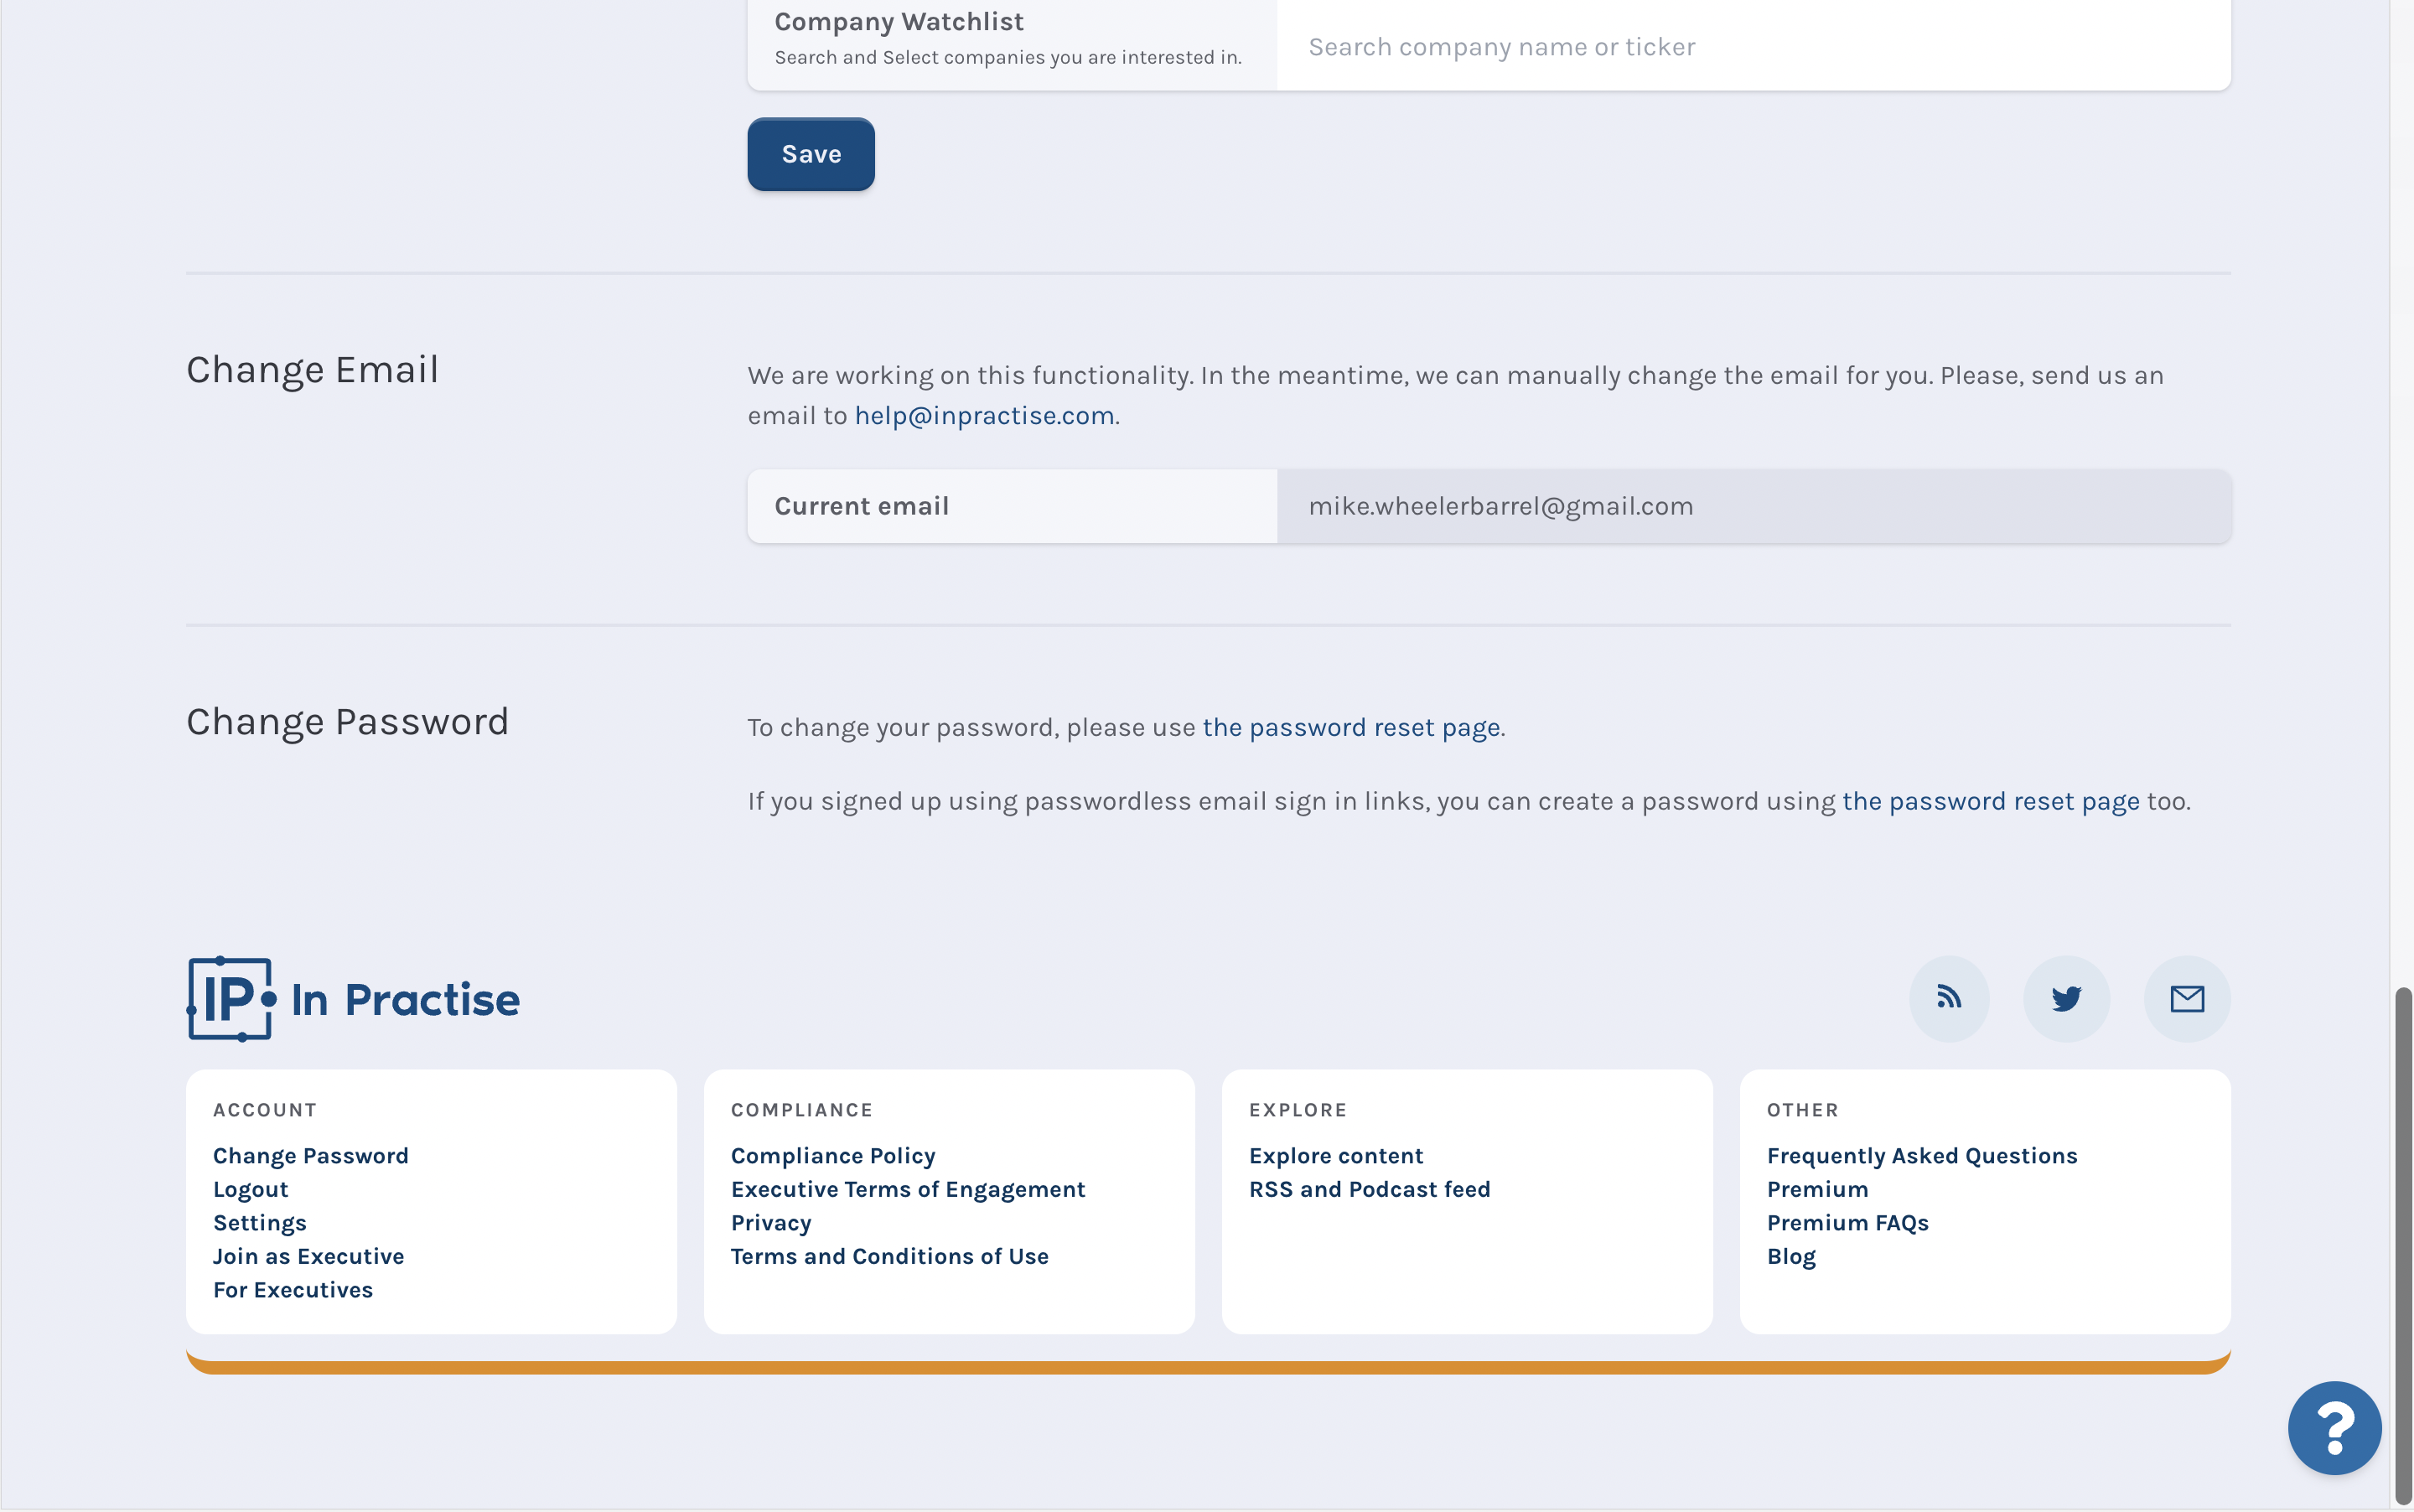 Company Watchlist
Search and Select companies you are interested in.
Search company name or ticker
Save
Change Email
We are working on this functionality. In the meantime, we can manually change the email for you. Please, send us an
email to help@inpractise.com.
Current email
mike.wheelerbarrel@gmail.com
Change Password
To change your password, please use the password reset page.
If you signed up using passwordless email sign in links, you can create a password using the password reset page too.
IP In Practise
ACCOUNT
Change Password
Logout
Settings
Join as Executive
For Executives
COMPLIANCE
Compliance Policy
Executive Terms of Engagement
Privacy
Terms and Conditions of Use
EXPLORE
Explore content
RSS and Podcast feed
OTHER
Frequently Asked Questions
Premium
Premium FAQs
Blog
?